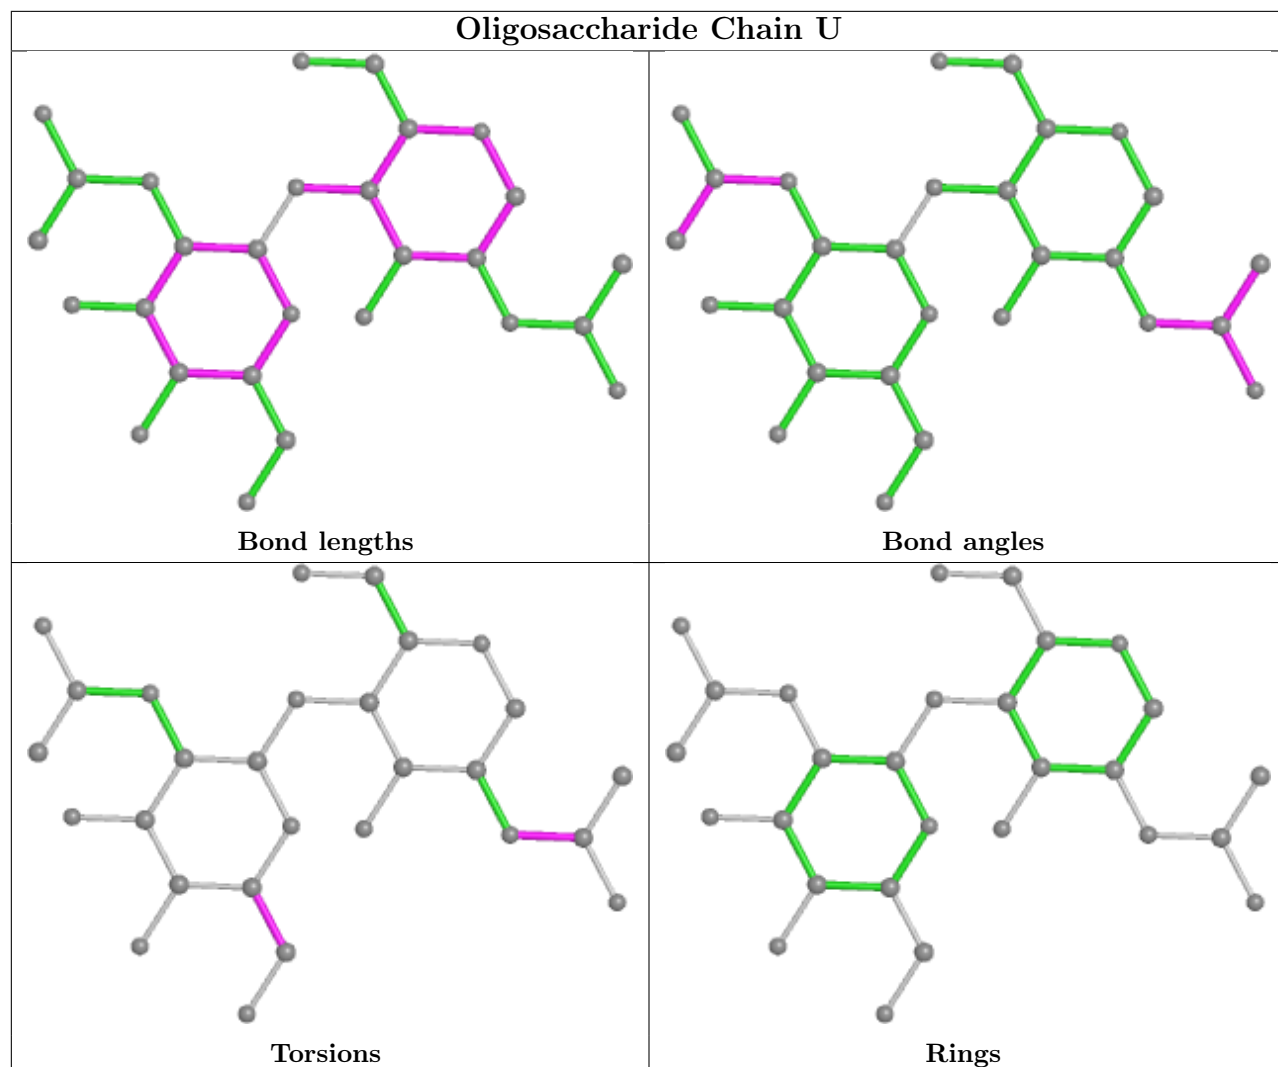 Oligosaccharide Chain U
Bond lengths
Bond angles
Torsions
Rings